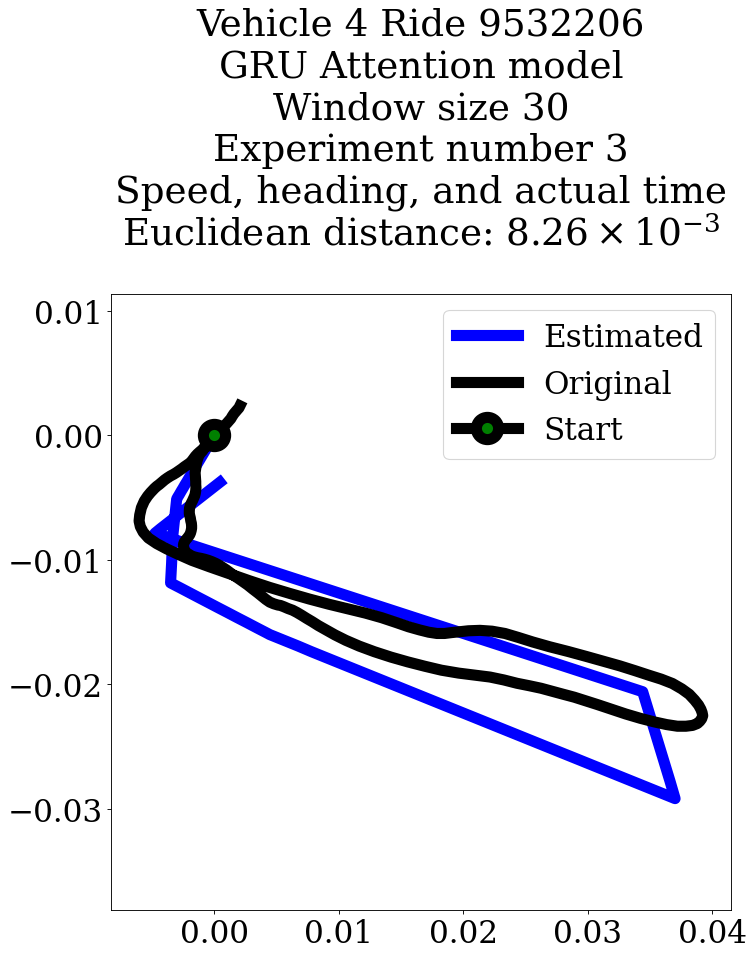 Vehicle 4 Ride 9532206
GRU Attention model
Window size 30
Experiment number 3
Speed, heading, and actual time
Euclidean distance: 8.26 × 10⁻³
Estimated
Original
Start
0.01
0.00
−0.01
−0.02
−0.03
0.00 0.01 0.02 0.03 0.04